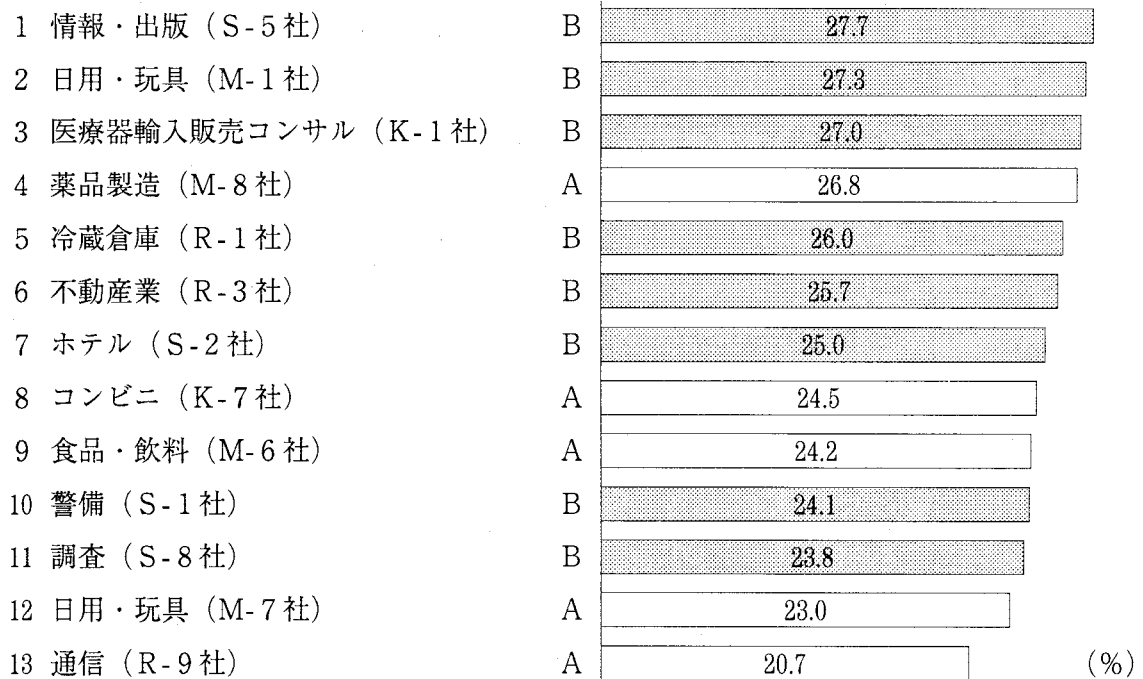 1 情報・出版（S-5社） B 27.7
2 日用・玩具（M-1社） B 27.3
3 医療器輸入販売コンサル（K-1社） B 27.0
4 薬品製造（M-8社） A 26.8
5 冷蔵倉庫（R-1社） B 26.0
6 不動産業（R-3社） B 25.7
7 ホテル（S-2社） B 25.0
8 コンビニ（K-7社） A 24.5
9 食品・飲料（M-6社） A 24.2
10 警備（S-1社） B 24.1
11 調査（S-8社） B 23.8
12 日用・玩具（M-7社） A 23.0
13 通信（R-9社） A 20.7 (%)